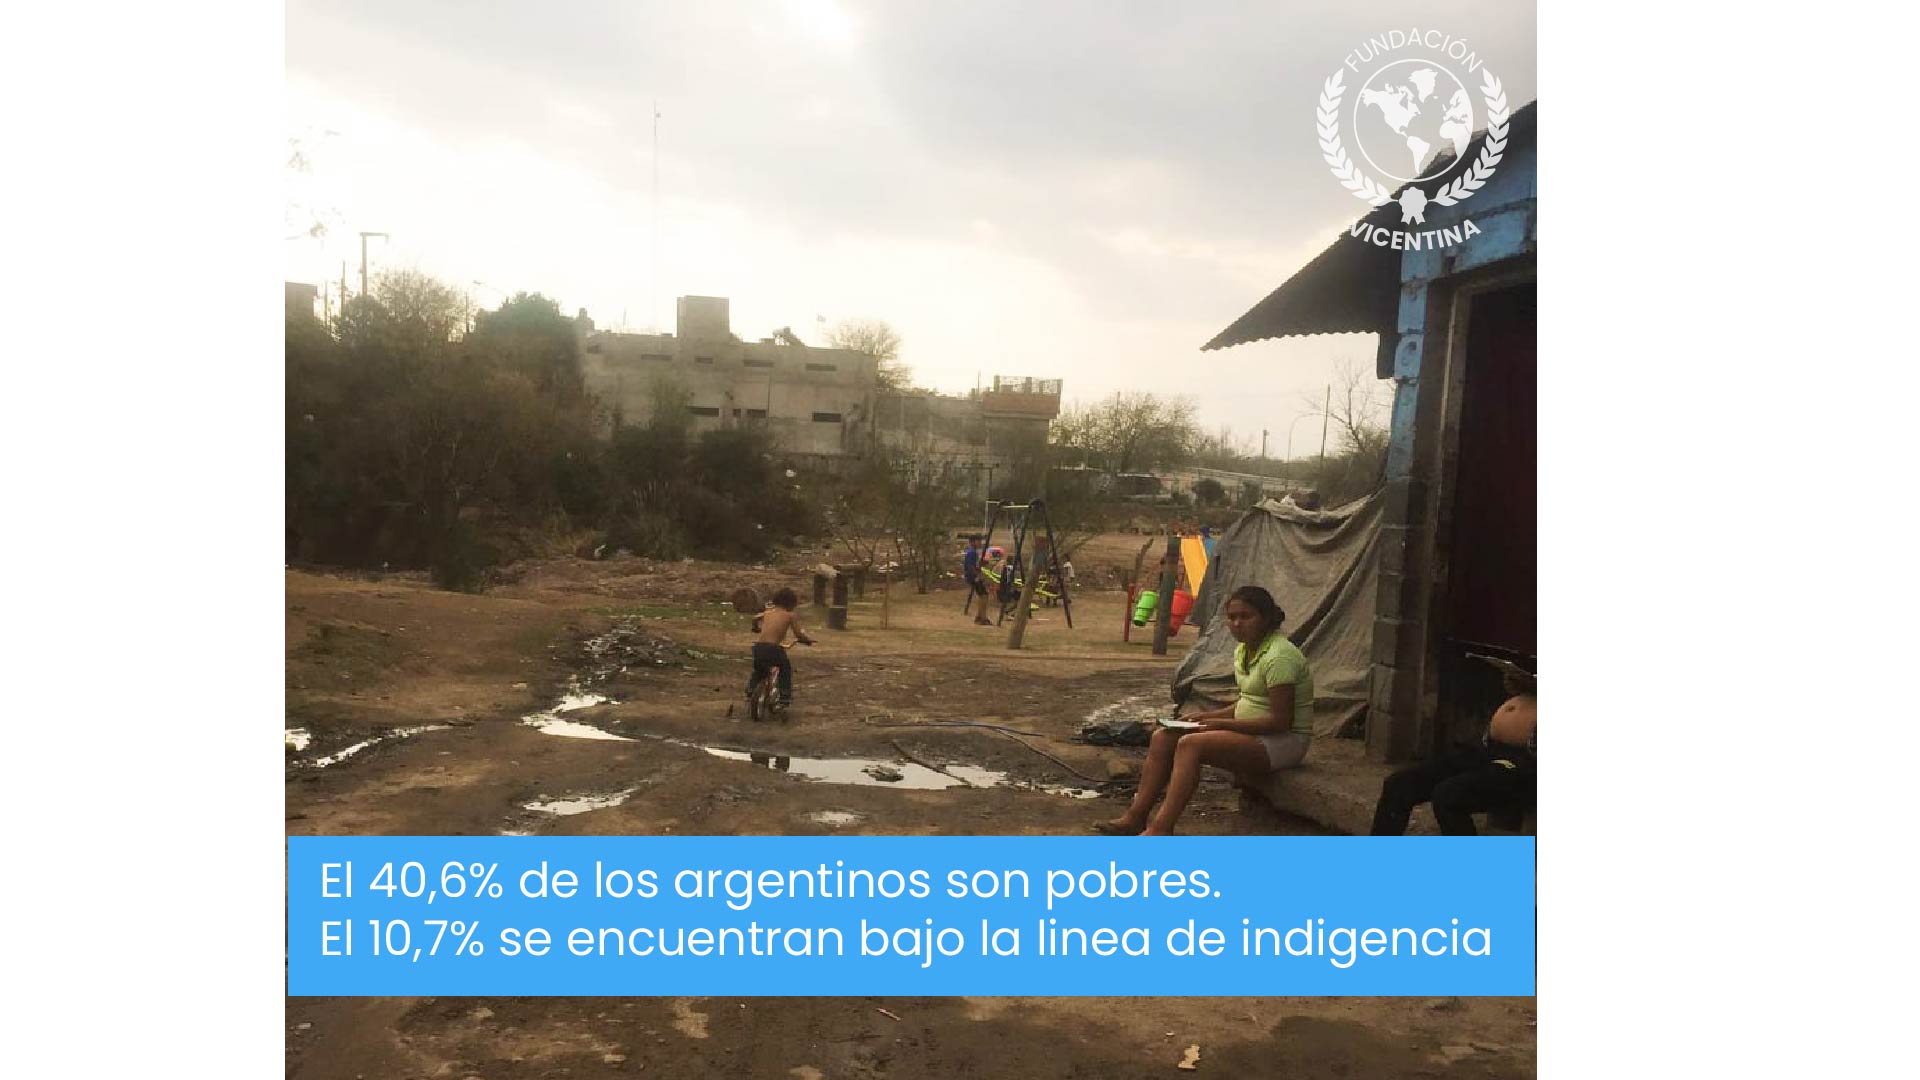 FUNDACIÓN
VICENTINA
El 40,6% de los argentinos son pobres.
El 10,7% se encuentran bajo la linea de indigencia